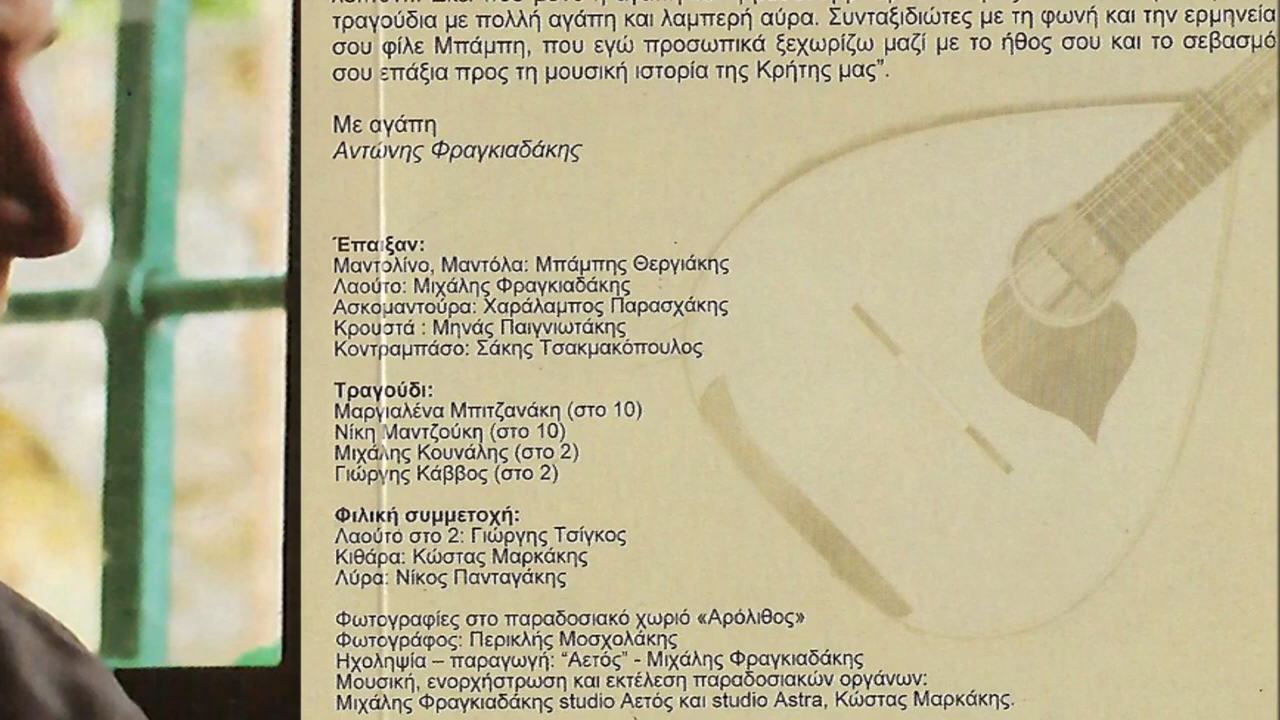 τραγούδια με πολλή αγάπη και λαμπερή αύρα. Συνταξιδιώτες με τη φωνή και την ερμηνεία
σου φίλε Μπάμπη, που εγώ προσωπικά ξεχωρίζω μαζί με το ήθος σου και το σεβασμό
σου επάξια προς τη μουσική ιστορία της Κρήτης μας”.
Με αγάπη
Αντώνης Φραγκιαδάκης
Έπαιξαν:
Μαντολίνο, Μαντόλα: Μπάμπης Θεργιάκης
Λαούτο: Μιχάλης Φραγκιαδάκης
Ασκομαντούρα: Χαράλαμπος Παρασχάκης
Κρουστά : Μηνάς Παιγνιωτάκης
Κοντραμπάσο: Σάκης Τσακμακόπουλος
Τραγούδι:
Μαργιαλένα Μπιτζανάκη (στο 10)
Νίκη Μαντζούκη (στο 10)
Μιχάλης Κουνάλης (στο 2)
Γιώργης Κάββος (στο 2)
Φιλική συμμετοχή:
Λαούτο στο 2: Γιώργης Τσίγκος
Κιθάρα: Κώστας Μαρκάκης
Λύρα: Νίκος Πανταγάκης
Φωτογραφίες στο παραδοσιακό χωριό «Αρόλιθος»
Φωτογράφος: Περικλής Μοσχολάκης
Ηχοληψία – παραγωγή: “Αετός” - Μιχάλης Φραγκιαδάκης
Μουσική, ενορχήστρωση και εκτέλεση παραδοσιακών οργάνων:
Μιχάλης Φραγκιαδάκης studio Αετός και studio Astra, Κώστας Μαρκάκης.